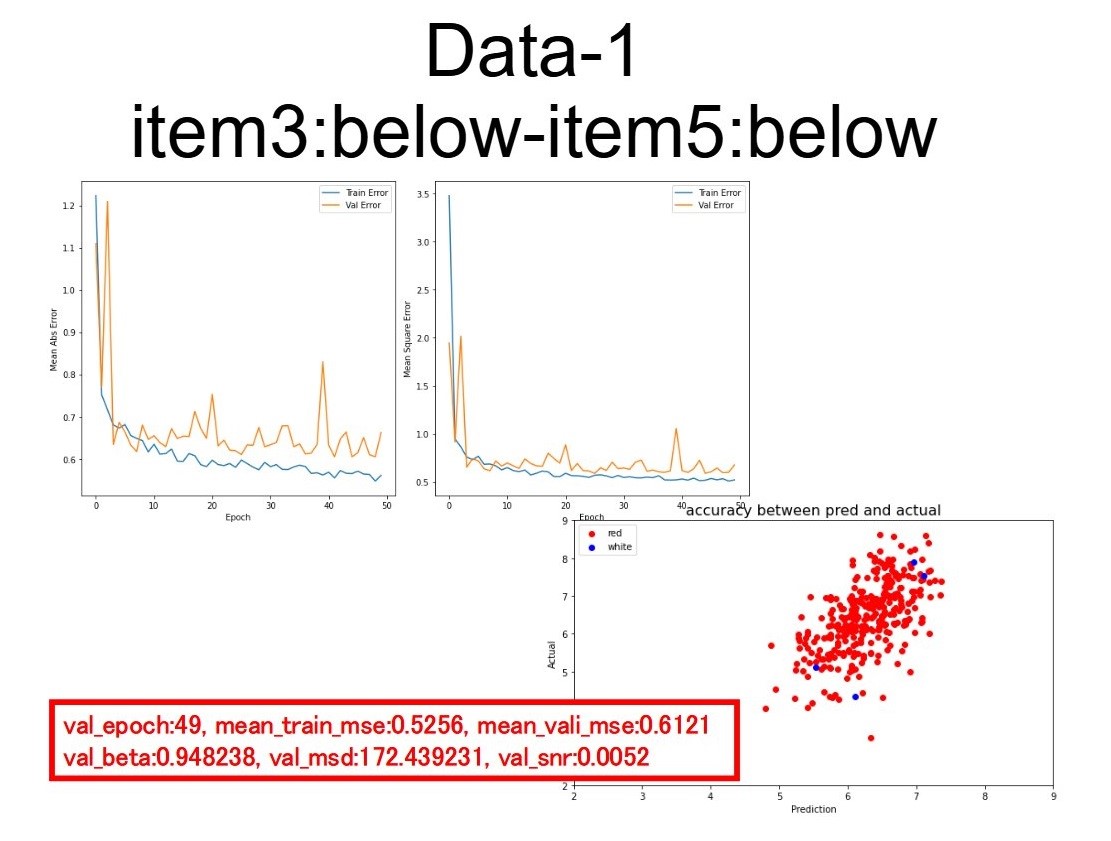 Data-1
item3:below-item5:below
Train Error
Val Error
1.2
1.1
1.0
0.9
0.8
0.7
0.6
Mean Abs Error
0 10 20 30 40 50
Epoch
Train Error
Val Error
3.5
3.0
2.5
2.0
1.5
1.0
0.5
Mean Square Error
0 10 20 30 40 50
Epoch
accuracy between pred and actual
red
white
9
8
7
6
5
2
Actual
2 3 4 5 6 7 8 9
Prediction
val_epoch:49, mean_train_mse:0.5256, mean_vali_mse:0.6121
val_beta:0.948238, val_msd:172.439231, val_snr:0.0052